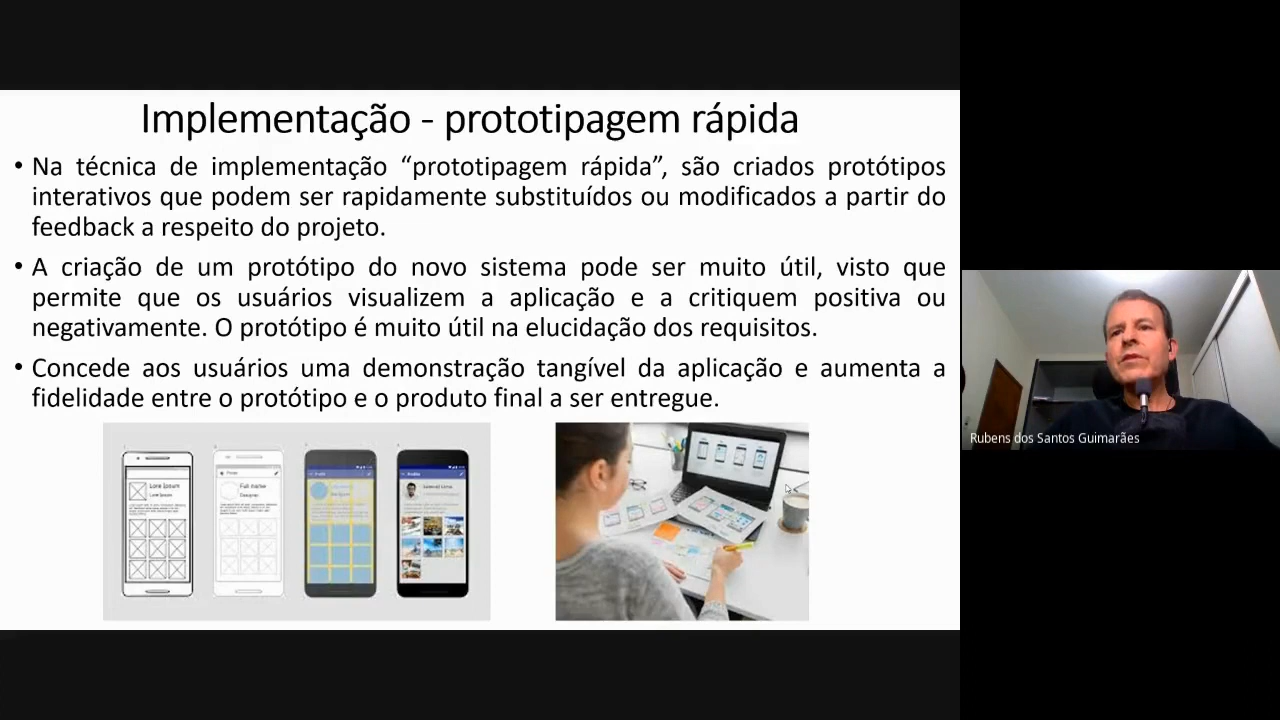 Implementação - prototipagem rápida
• Na técnica de implementação “prototipagem rápida”, são criados protótipos
interativos que podem ser rapidamente substituídos ou modificados a partir do
feedback a respeito do projeto.
• A criação de um protótipo do novo sistema pode ser muito útil, visto que
permite que os usuários visualizem a aplicação e a critiquem positiva ou
negativamente. O protótipo é muito útil na elucidação dos requisitos.
• Concede aos usuários uma demonstração tangível da aplicação e aumenta a
fidelidade entre o protótipo e o produto final a ser entregue.
Lorem Ipsum
Full name
Rubens dos Santos Guimarães